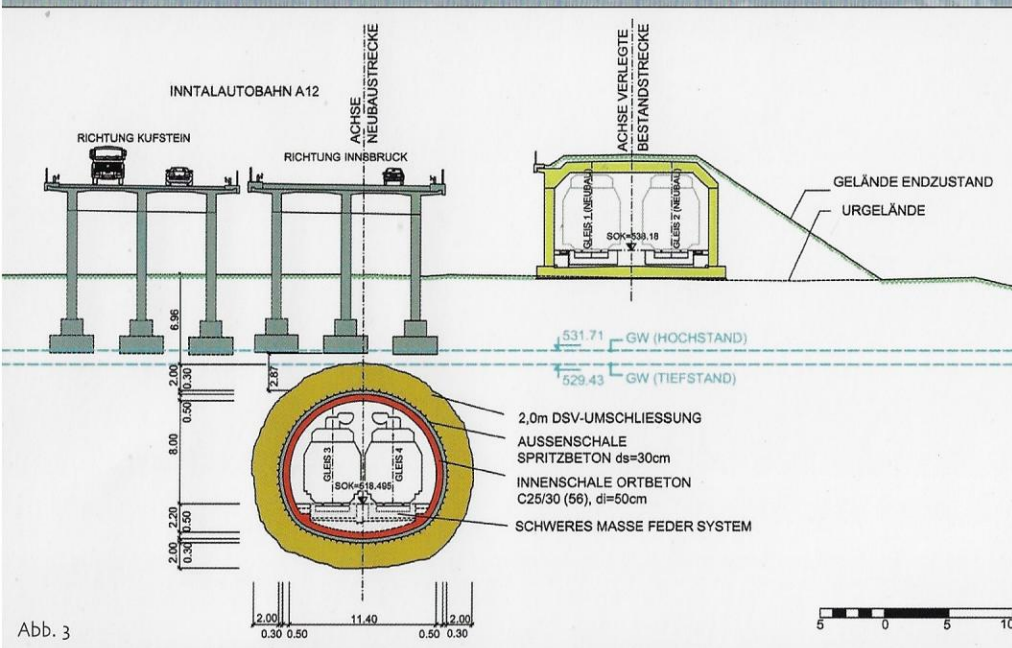 INNTALAUTOBAHN A12
RICHTUNG KUFSTEIN
RICHTUNG INNSBRUCK
ACHSE
NEUBAUSTRECKE
ACHSE VERLEGTE
BESTANDSTRECKE
GLEIS 1 (NEUBAU)
GLEIS 2 (NEUBAU)
SOK=538.18
GELÄNDE ENDZUSTAND
URGELÄNDE
531.71
GW (HOCHSTAND)
529.43
GW (TIEFSTAND)
6.96
2.00
0.30
2.87
0.50
8.00
2.20
0.50
2.00
0.30
GLEIS 3
GLEIS 4
SOK=518.495
2,0m DSV-UMSCHLIESSUNG
AUSSENSCHALE
SPRITZBETON ds=30cm
INNENSCHALE ORTBETON
C25/30 (56), di=50cm
SCHWERES MASSE FEDER SYSTEM
2.00
11.40
2.00
0.30
0.50
0.50
0.30
Abb. 3
5
0
5
10